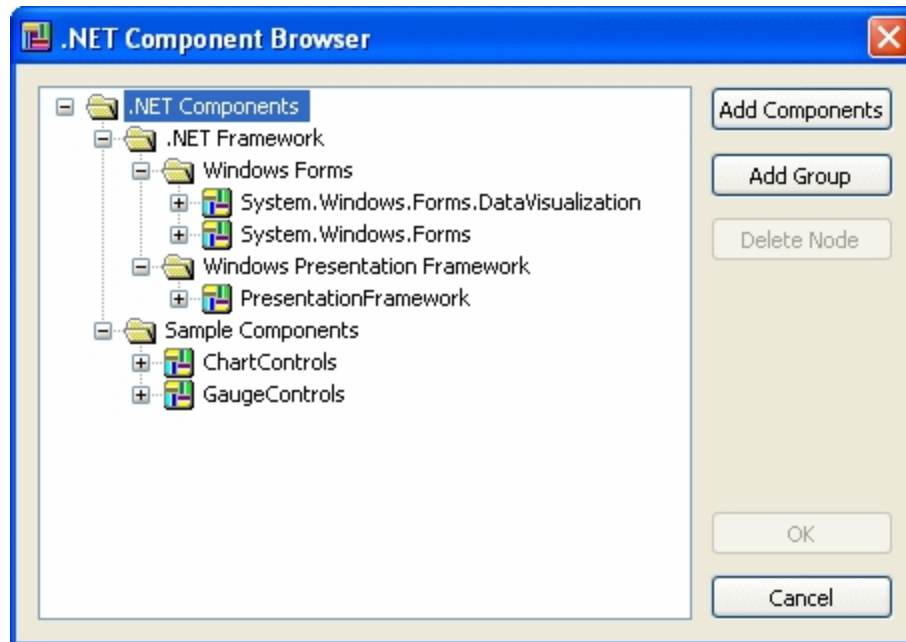 .NET Component Browser
.NET Components
.NET Framework
Windows Forms
System.Windows.Forms.DataVisualization
System.Windows.Forms
Windows Presentation Framework
PresentationFramework
Sample Components
ChartControls
GaugeControls
Add Components
Add Group
Delete Node
OK
Cancel